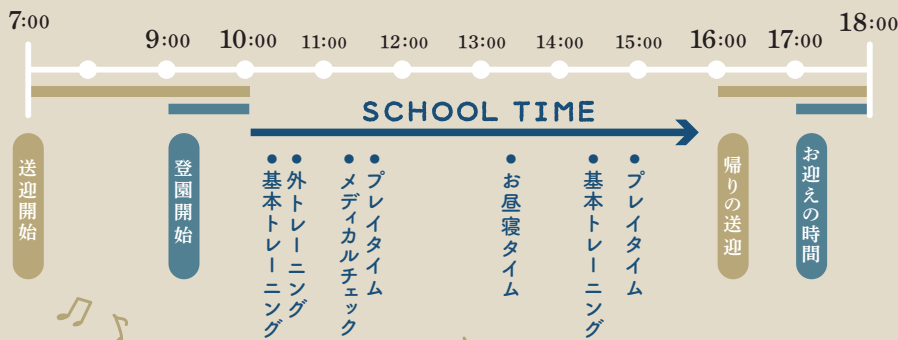 7:00
9:00
10:00
11:00
12:00
13:00
14:00
15:00
16:00
17:00
18:00
SCHOOL TIME
送迎開始
登園開始
●基本トレーニング
●外トレーニング
●メディカルチェック
●プレイタイム
●お昼寝タイム
●基本トレーニング
●プレイタイム
帰りの送迎
お迎えの時間